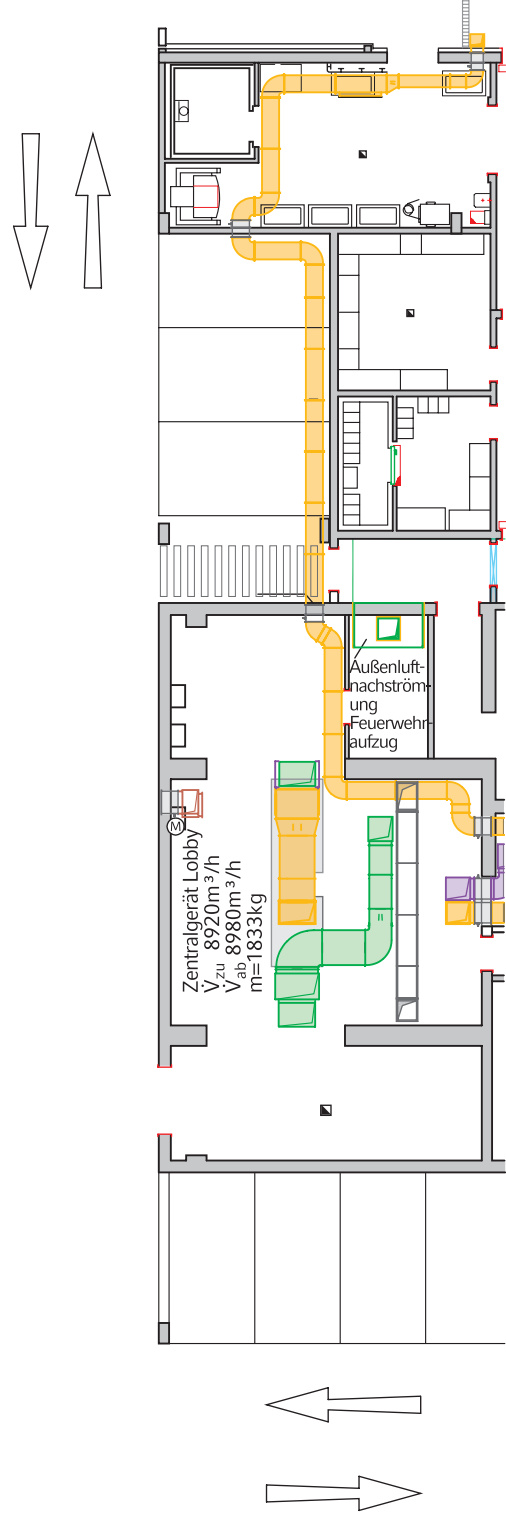 Außenluft-
nachström-
ung
Feuerwehr-
aufzug
M
Zentralgerät Lobby
V̇zu 8920m³/h
V̇ab 8980m³/h
m=1833kg